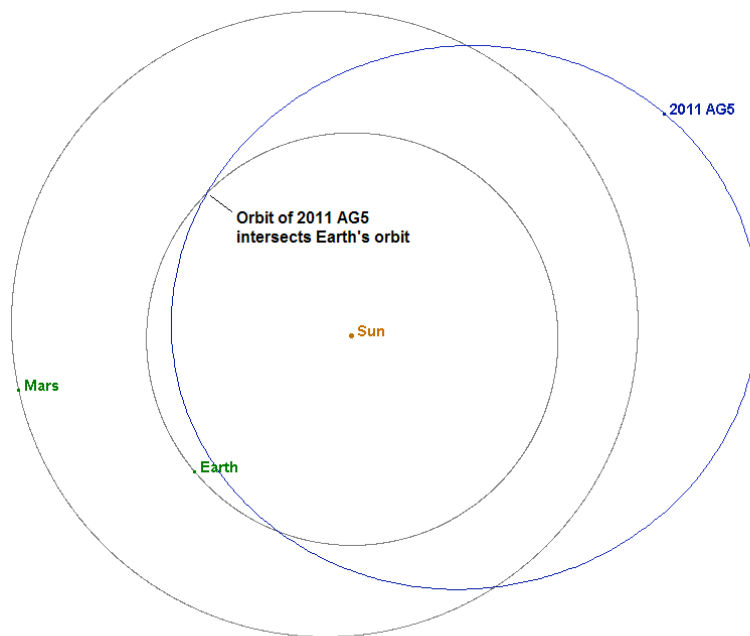 2011 AG5
Orbit of 2011 AG5
intersects Earth's orbit
Sun
Mars
Earth